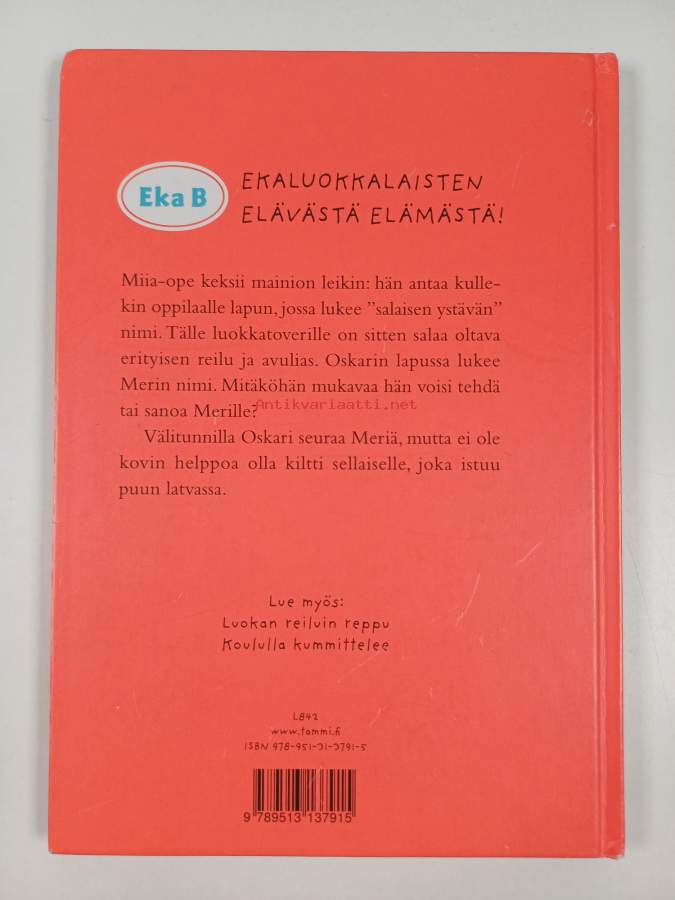 Eka B
EKALUOKKALAISTEN
ELÄVÄSTÄ ELÄMÄSTÄ!
Miia-ope keksii mainion leikin: hän antaa kulle-
kin oppilaalle lapun, jossa lukee ”salaisen ystävän”
nimi. Tälle luokkatoverille on sitten salaa oltava
erityisen reilu ja avulias. Oskarin lapussa lukee
Merin nimi. Mitäköhän mukavaa hän voisi tehdä
tai sanoa Merille?
Antikvariaatti.net
Välitunnilla Oskari seuraa Meriä, mutta ei ole
kovin helppoa olla kiltti sellaiselle, joka istuu
puun latvassa.
Lue myös:
Luokan reiluin reppu
Koululla kummittelee
L842
www.tammi.fi
ISBN 978-951-31-3791-5
9 789513 137915